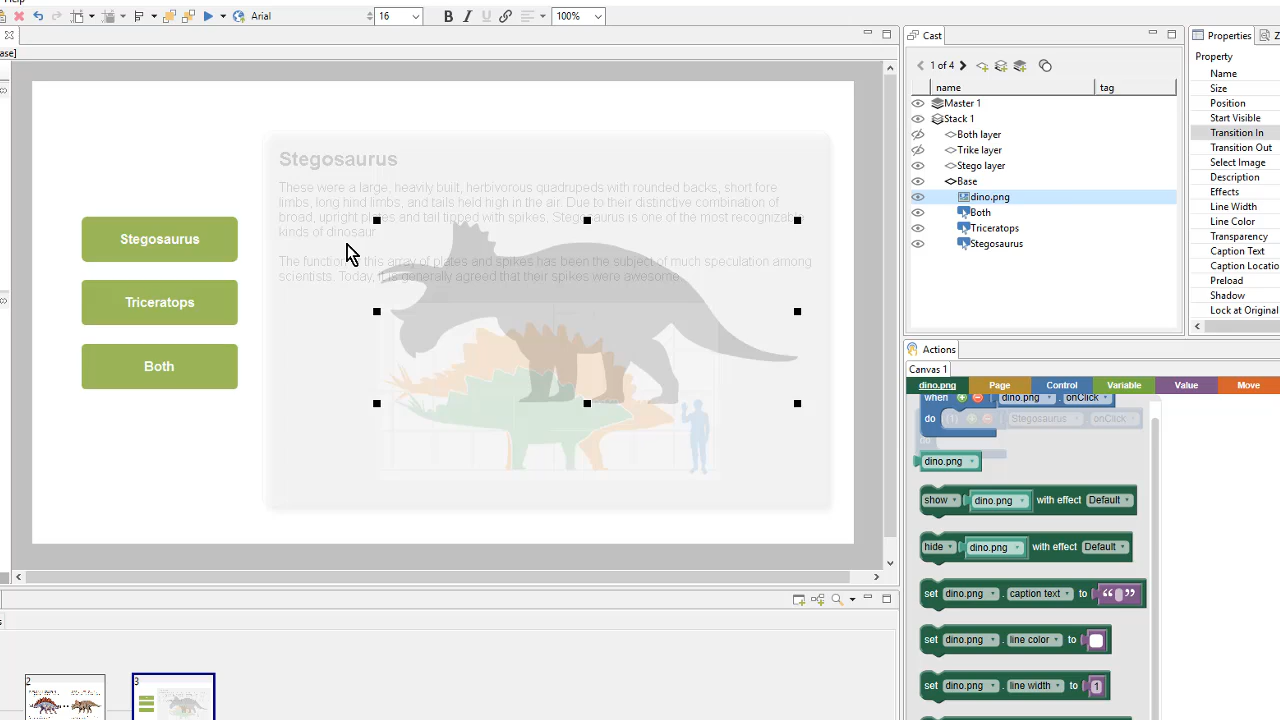 Help
Arial
16
B I U
100%
ase]
Stegosaurus
These were a large, heavily built, herbivorous quadrupeds with rounded backs, short fore
limbs, long hind limbs, and tails held high in the air. Due to their distinctive combination of
broad, upright plates and tail tipped with spikes, Stegosaurus is one of the most recognizable
kinds of dinosaur.
The function of this array of plates and spikes has been the subject of much speculation among
scientists. Today, it is generally agreed that their spikes were awesome.
Stegosaurus
Triceratops
Both
2
3
Cast
1 of 4
name tag
Master 1
Stack 1
Both layer
Trike layer
Stego layer
Base
dino.png
Both
Triceratops
Stegosaurus
Properties
Property
Name
Size
Position
Start Visible
Transition In
Transition Out
Select Image
Description
Effects
Line Width
Line Color
Transparency
Caption Text
Caption Locatio
Preload
Shadow
Lock at Original
Actions
Canvas 1
dino.png Page Control Variable Value Move
when dino.png . onClick
do (1) Stegosaurus . onClick
do
dino.png
show dino.png with effect Default
hide dino.png with effect Default
set dino.png . caption text to “ ”
set dino.png . line color to
set dino.png . line width to 1